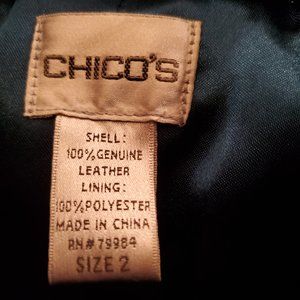 CHICO'S
SHELL:
100% GENUINE
LEATHER
LINING:
100% POLYESTER
MADE IN CHINA
RN# 79984
SIZE 2